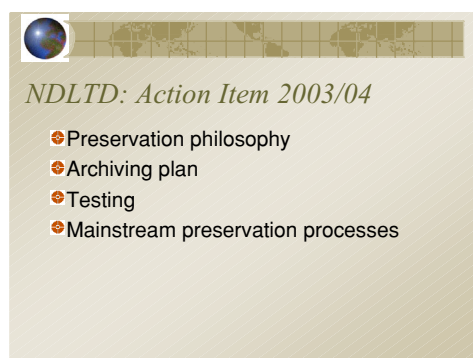 NDLTD: Action Item 2003/04
Preservation philosophy
Archiving plan
Testing
Mainstream preservation processes